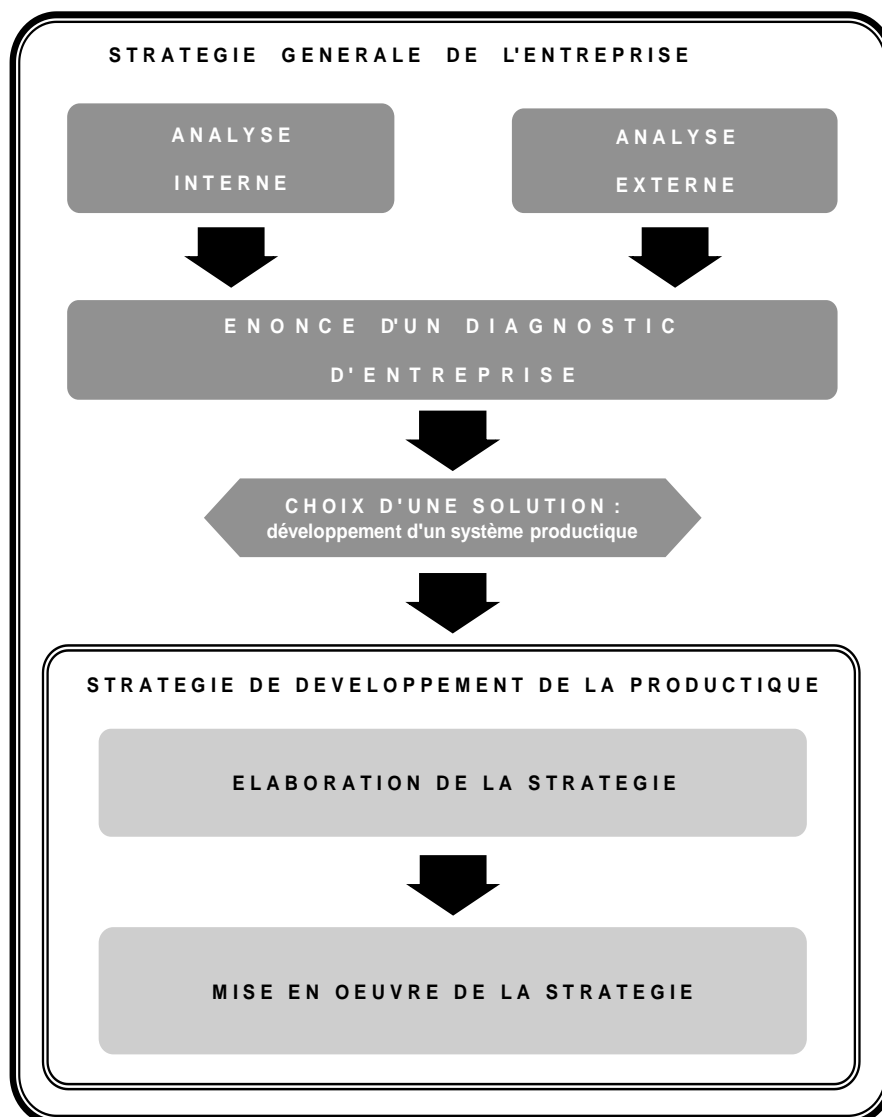 STRATEGIE GENERALE DE L'ENTREPRISE
ANALYSE
INTERNE
ANALYSE
EXTERNE
ENONCE D'UN DIAGNOSTIC
D'ENTREPRISE
CHOIX D'UNE SOLUTION :
développement d'un système productique
STRATEGIE DE DEVELOPPEMENT DE LA PRODUCTIQUE
ELABORATION DE LA STRATEGIE
MISE EN OEUVRE DE LA STRATEGIE